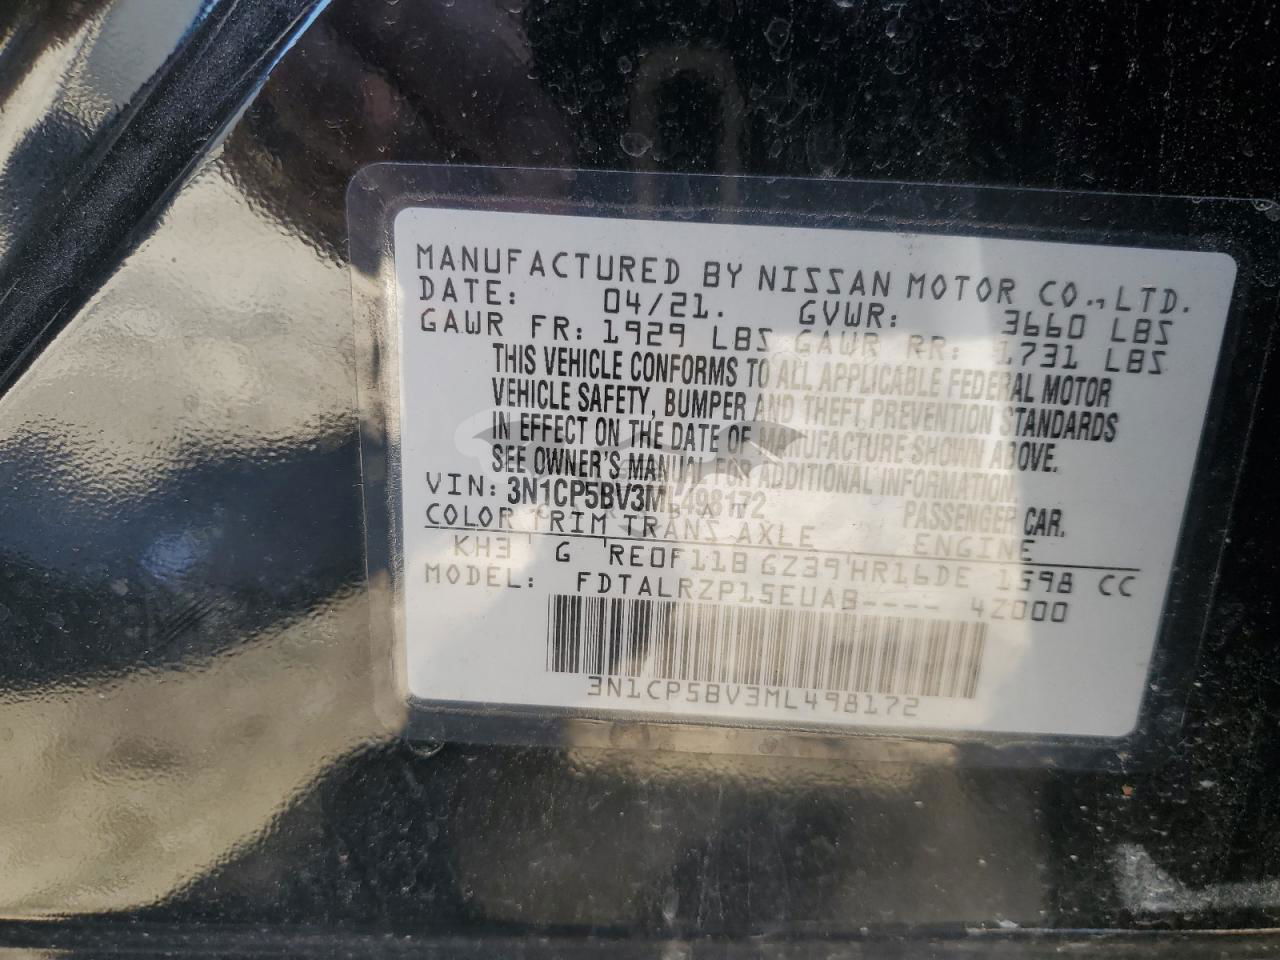 MANUFACTURED BY NISSAN MOTOR CO.,LTD.
DATE: 04/21. GVWR: 3660 LBS
GAWR FR: 1929 LBS GAWR RR: 1731 LBS
THIS VEHICLE CONFORMS TO ALL APPLICABLE FEDERAL MOTOR
VEHICLE SAFETY, BUMPER AND THEFT PREVENTION STANDARDS
IN EFFECT ON THE DATE OF MANUFACTURE SHOWN ABOVE.
SEE OWNER'S MANUAL FOR ADDITIONAL INFORMATION
VIN: 3N1CP5BV3ML498172 PASSENGER CAR.
COLOR TRIM TRANS AXLE ENGINE
KH3 G RE0F11B GZ39 HR16DE 1598 CC
MODEL: FDTALRZP15EUAB---- 4Z000
3N1CP5BV3ML498172